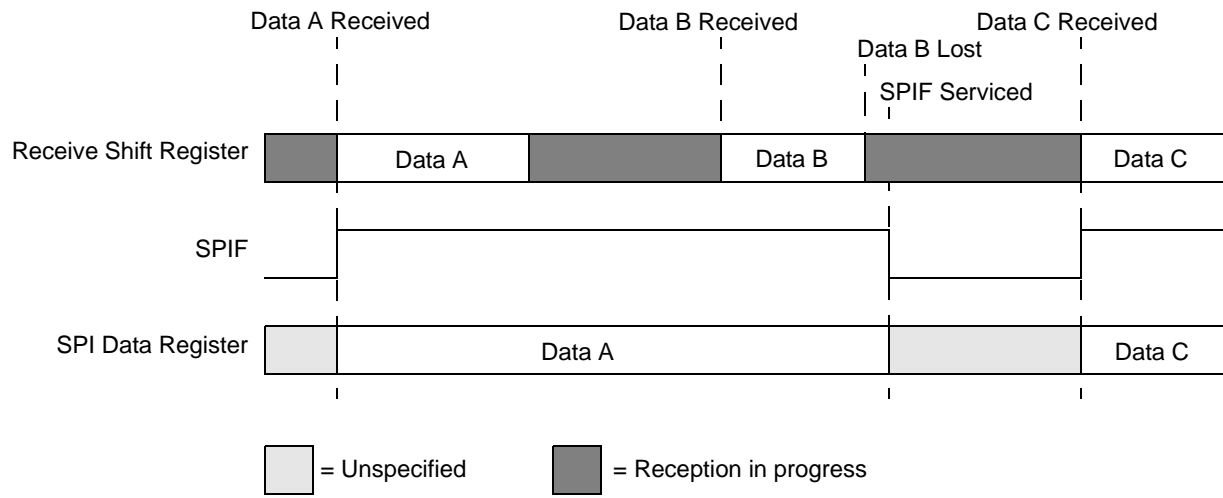 Data A Received
Data B Received
Data C Received
Data B Lost
SPIF Serviced
Receive Shift Register
Data A
Data B
Data C
SPIF
SPI Data Register
Data A
Data C
= Unspecified
= Reception in progress